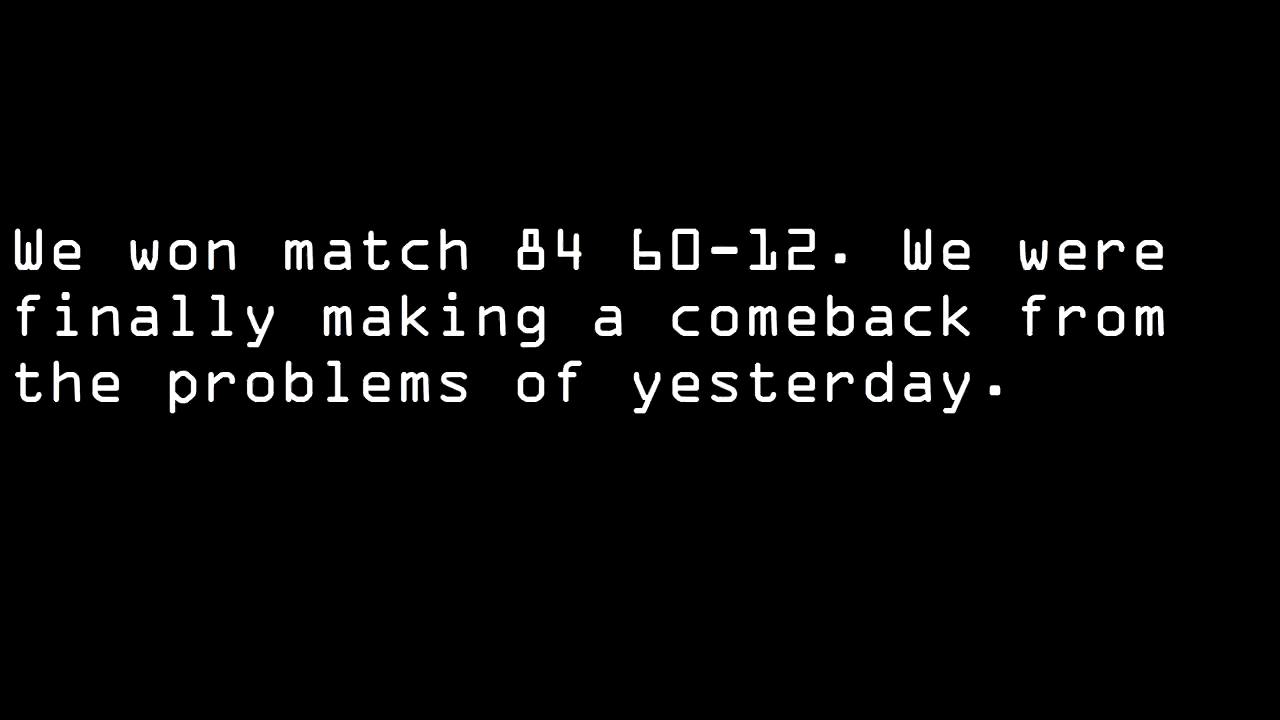 We won match 84 60-12. We were
finally making a comeback from
the problems of yesterday.